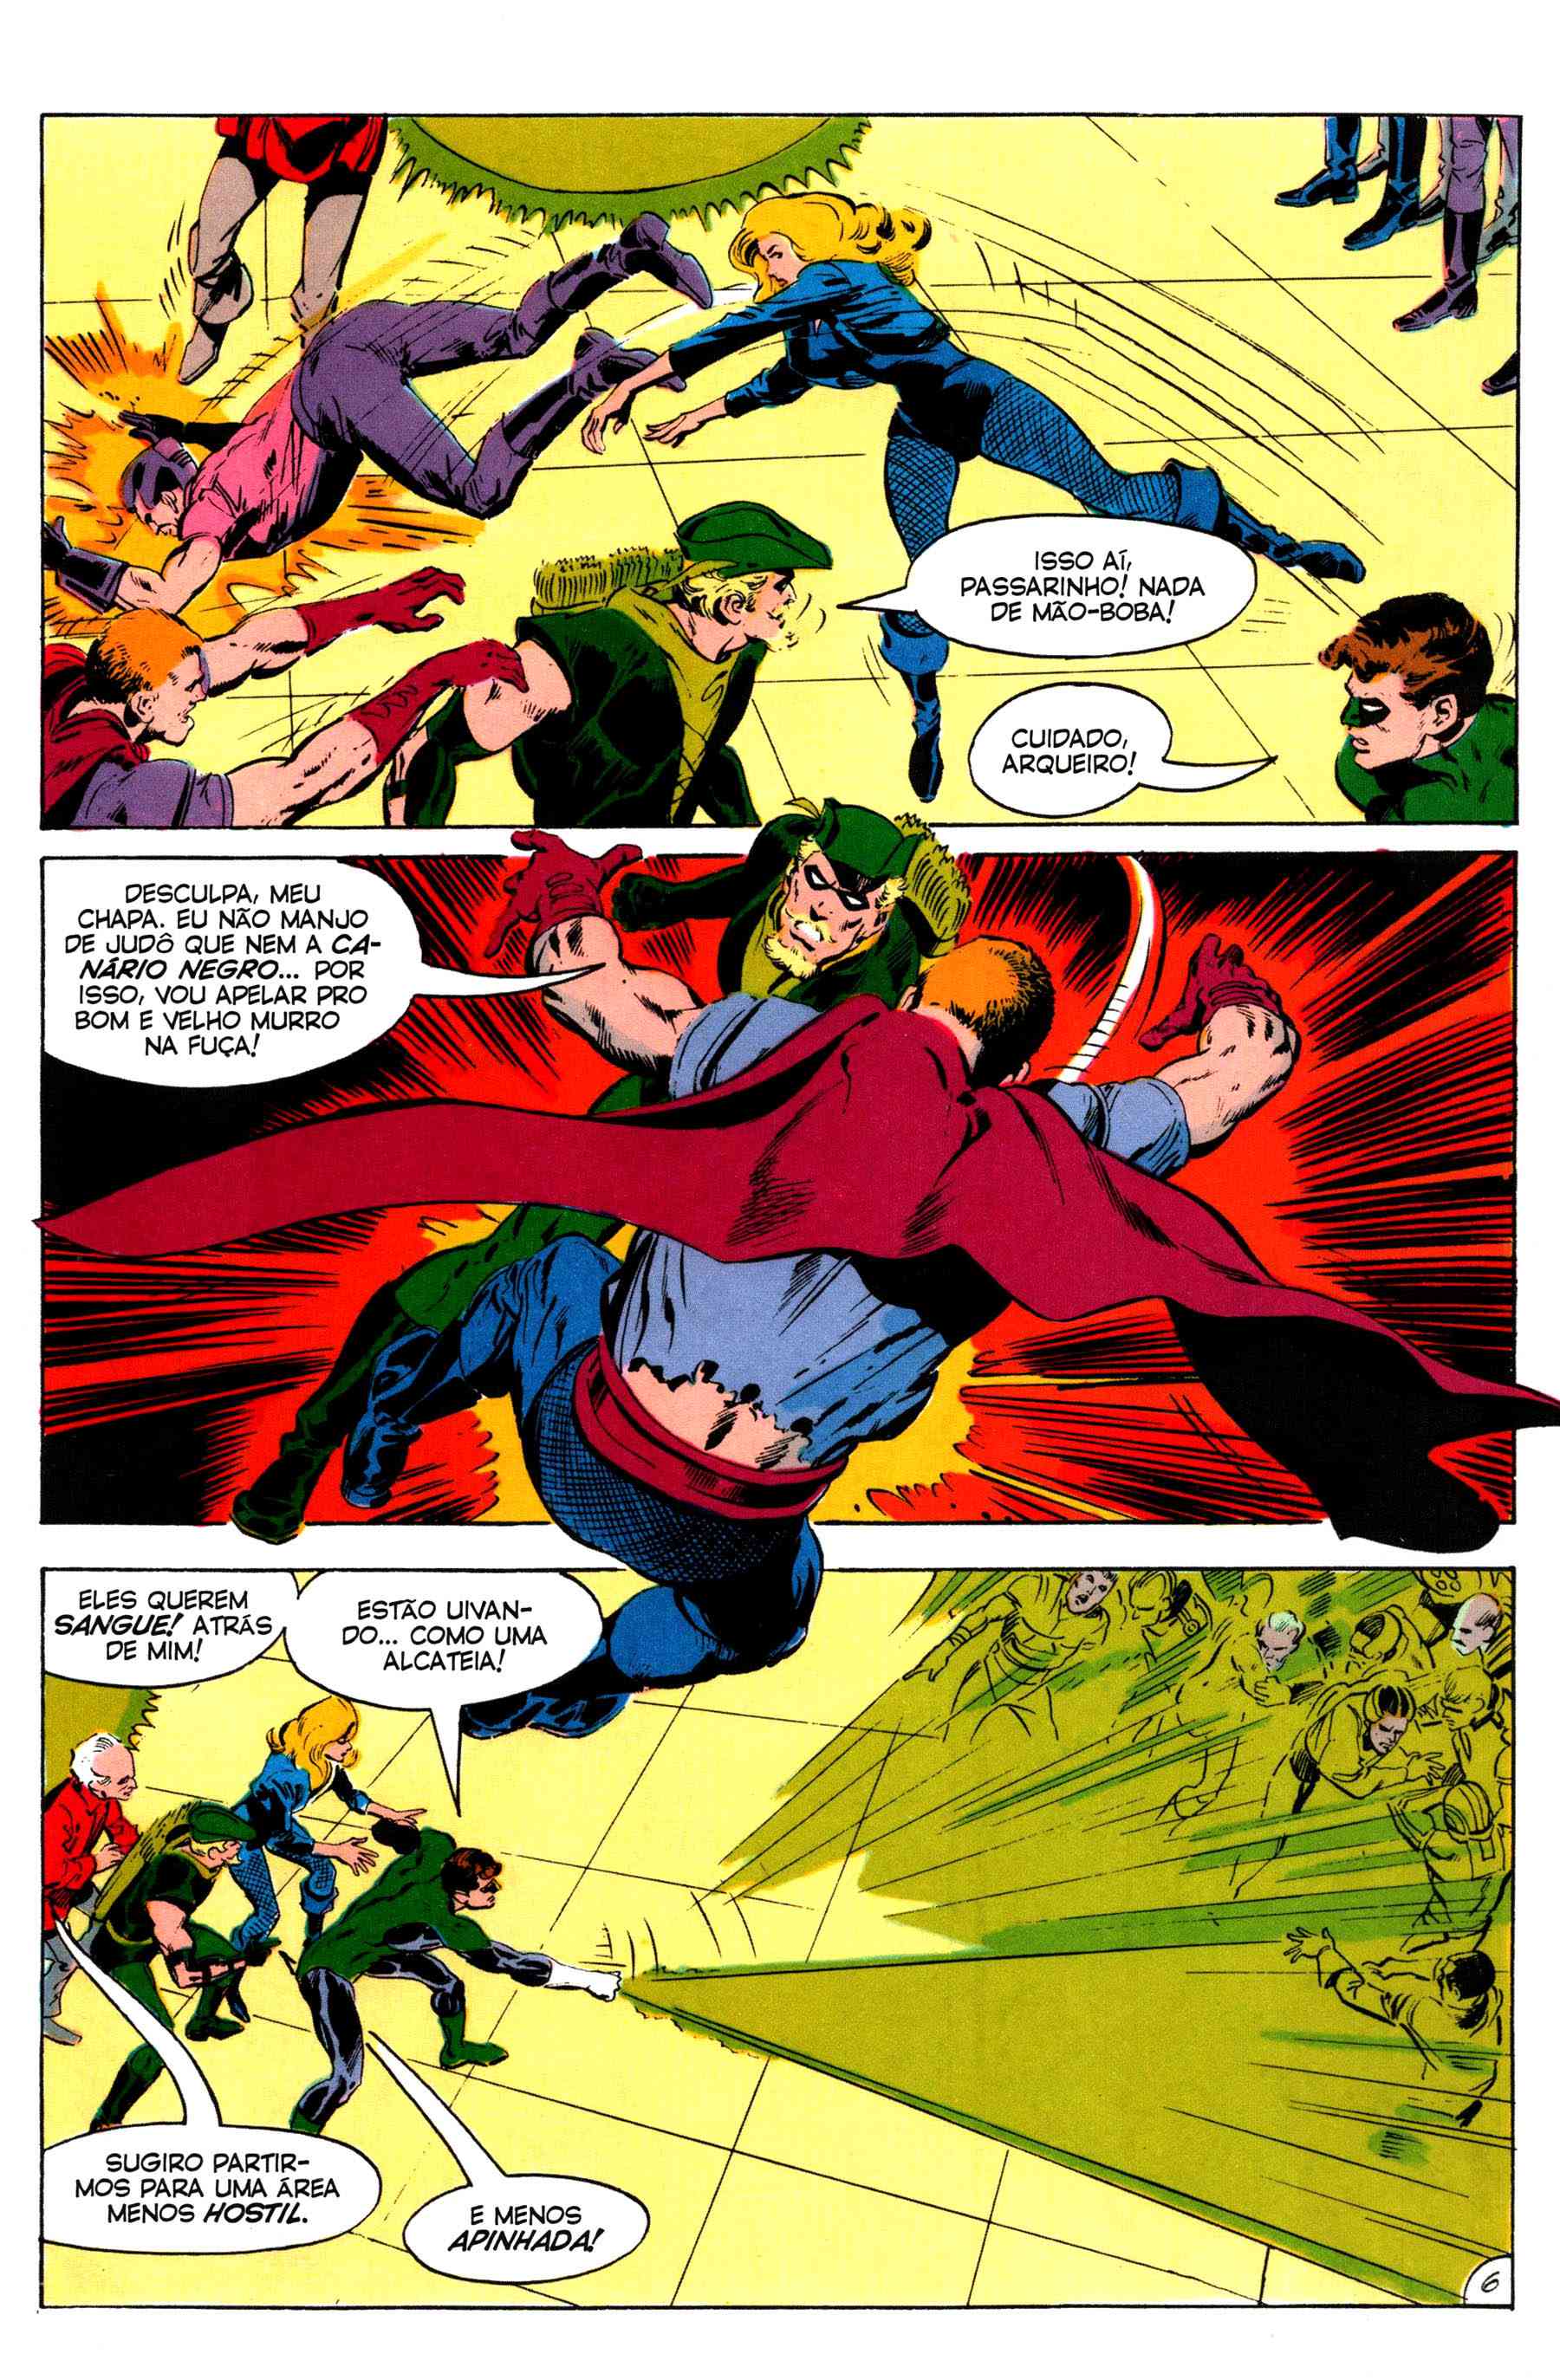 ISSO AÍ,
PASSARINHO! NADA
DE MÃO-BOBA!
CUIDADO,
ARQUEIRO!
DESCULPA, MEU
CHAPA. EU NÃO MANJO
DE JUDÔ QUE NEM A CA-
NÁRIO NEGRO... POR
ISSO, VOU APELAR PRO
BOM E VELHO MURRO
NA FUÇA!
ELES QUEREM
SANGUE! ATRÁS
DE MIM!
ESTÃO UIVAN-
DO... COMO UMA
ALCATEIA!
SUGIRO PARTIR-
MOS PARA UMA ÁREA
MENOS HOSTIL.
E MENOS
APINHADA!
6